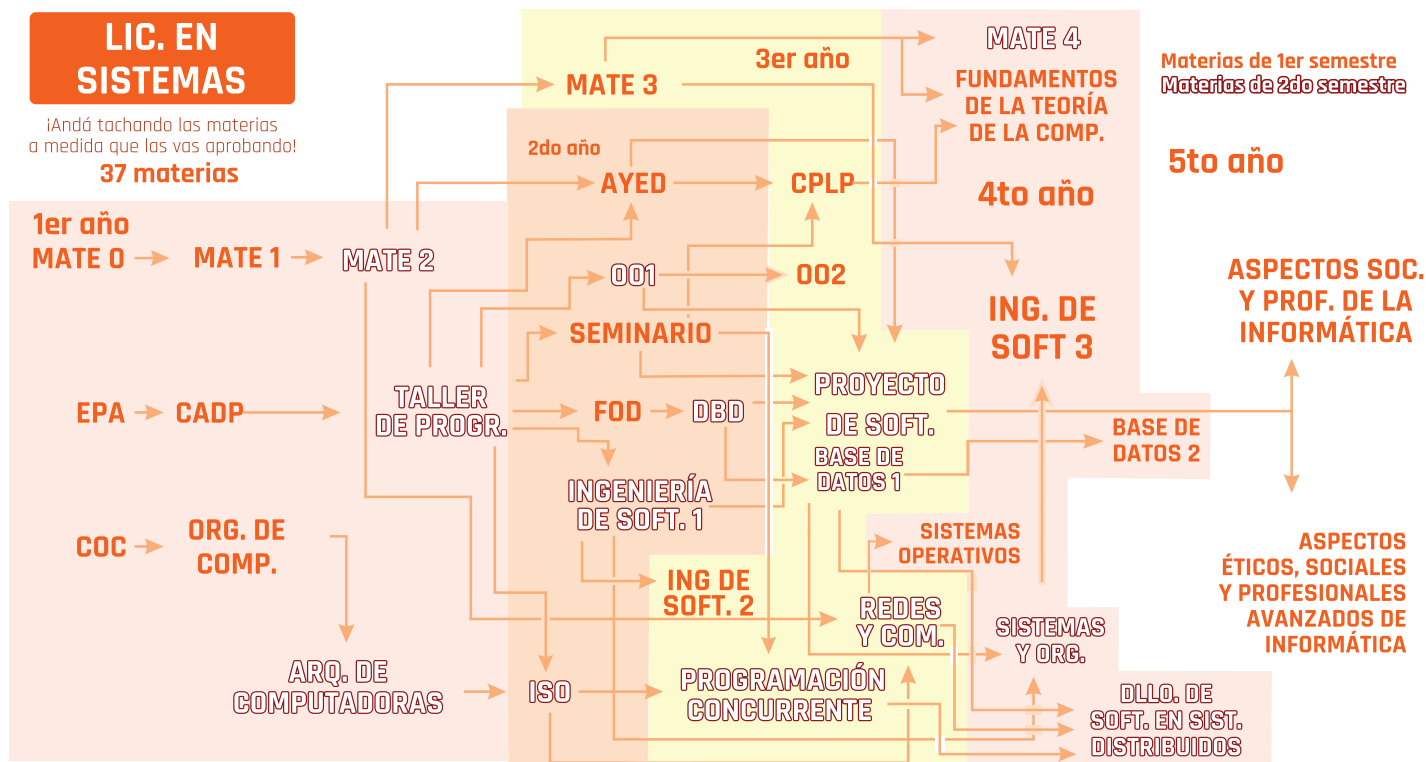 LIC. EN
SISTEMAS
¡Andá tachando las materias
a medida que las vas aprobando!
37 materias
Materias de 1er semestre
Materias de 2do semestre
1er año
MATE 0
MATE 1
MATE 2
EPA
CADP
TALLER
DE PROGR.
COC
ORG. DE
COMP.
ARQ. DE
COMPUTADORAS
2do año
AYED
OO1
SEMINARIO
FOD
DBD
INGENIERÍA
DE SOFT. 1
ISO
3er año
MATE 3
CPLP
OO2
PROYECTO
DE SOFT.
BASE DE
DATOS 1
ING DE
SOFT. 2
REDES
Y COM.
PROGRAMACIÓN
CONCURRENTE
4to año
MATE 4
FUNDAMENTOS
DE LA TEORÍA
DE LA COMP.
ING. DE
SOFT 3
BASE DE
DATOS 2
SISTEMAS
OPERATIVOS
SISTEMAS
Y ORG.
DLLO. DE
SOFT. EN SIST.
DISTRIBUIDOS
5to año
ASPECTOS SOC.
Y PROF. DE LA
INFORMÁTICA
ASPECTOS
ÉTICOS, SOCIALES
Y PROFESIONALES
AVANZADOS DE
INFORMÁTICA